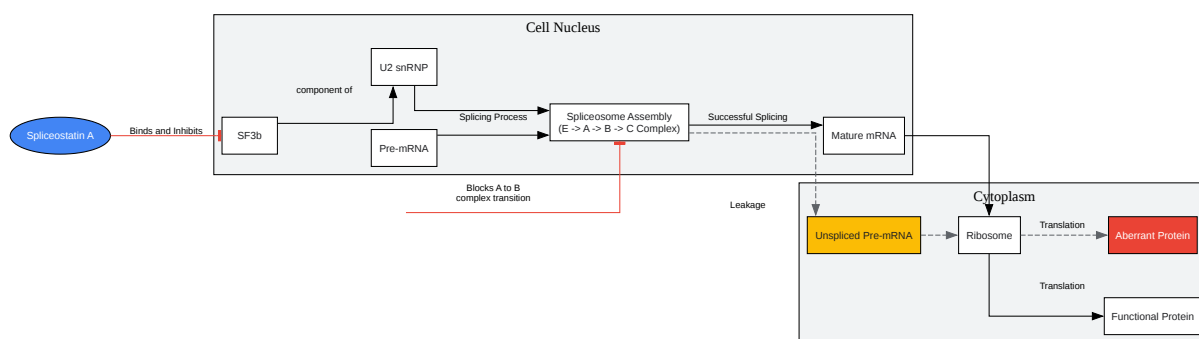 Cell Nucleus
U2 snRNP
component of
Spliceostatin A
Binds and Inhibits
SF3b
Splicing Process
Pre-mRNA
Spliceosome Assembly
(E -> A -> B -> C Complex)
Successful Splicing
Mature mRNA
Blocks A to B
complex transition
Leakage
Cytoplasm
Unspliced Pre-mRNA
Ribosome
Translation
Aberrant Protein
Translation
Functional Protein